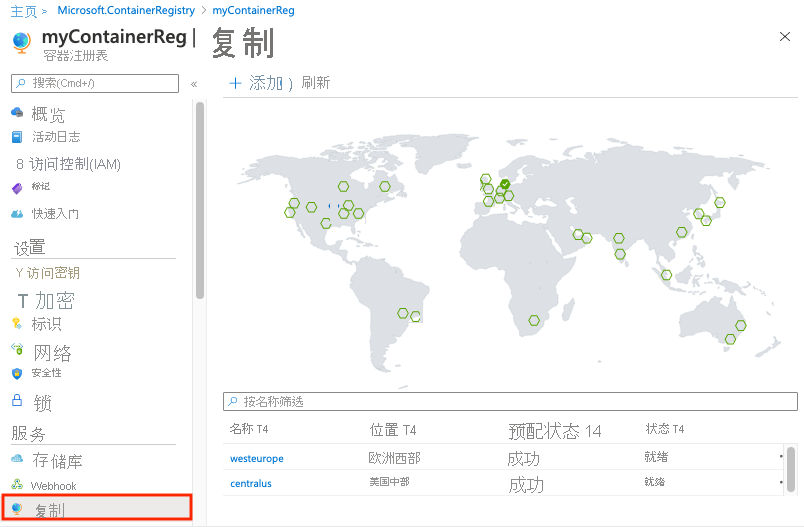 主页 > Microsoft.ContainerRegistry > myContainerReg
myContainerReg | 复制
容器注册表
搜索(Cmd+/)
«
+ 添加 ) 刷新
概览
活动日志
8 访问控制(IAM)
标记
快速入门
设置
Y 访问密钥
T 加密
标识
网络
安全性
锁
服务
存储库
Webhook
复制
按名称筛选
名称 T4 位置 T4 预配状态 14 状态 T4
westeurope 欧洲西部 成功 就绪
centralus 美国中部 成功 就绪